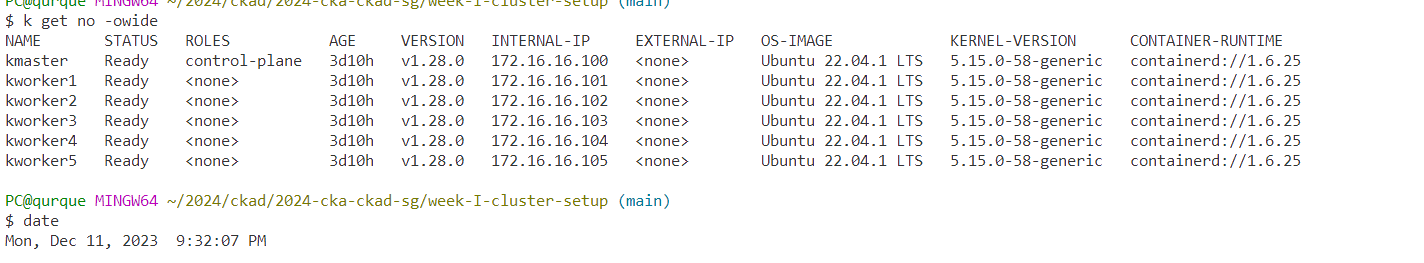 PC@qurque MINGW64 ~/2024/ckad/2024-cka-ckad-sg/week-I-cluster-setup (main)
$ k get no -owide
NAME STATUS ROLES AGE VERSION INTERNAL-IP EXTERNAL-IP OS-IMAGE KERNEL-VERSION CONTAINER-RUNTIME
kmaster Ready control-plane 3d10h v1.28.0 172.16.16.100 <none> Ubuntu 22.04.1 LTS 5.15.0-58-generic containerd://1.6.25
kworker1 Ready <none> 3d10h v1.28.0 172.16.16.101 <none> Ubuntu 22.04.1 LTS 5.15.0-58-generic containerd://1.6.25
kworker2 Ready <none> 3d10h v1.28.0 172.16.16.102 <none> Ubuntu 22.04.1 LTS 5.15.0-58-generic containerd://1.6.25
kworker3 Ready <none> 3d10h v1.28.0 172.16.16.103 <none> Ubuntu 22.04.1 LTS 5.15.0-58-generic containerd://1.6.25
kworker4 Ready <none> 3d10h v1.28.0 172.16.16.104 <none> Ubuntu 22.04.1 LTS 5.15.0-58-generic containerd://1.6.25
kworker5 Ready <none> 3d10h v1.28.0 172.16.16.105 <none> Ubuntu 22.04.1 LTS 5.15.0-58-generic containerd://1.6.25
PC@qurque MINGW64 ~/2024/ckad/2024-cka-ckad-sg/week-I-cluster-setup (main)
$ date
Mon, Dec 11, 2023 9:32:07 PM